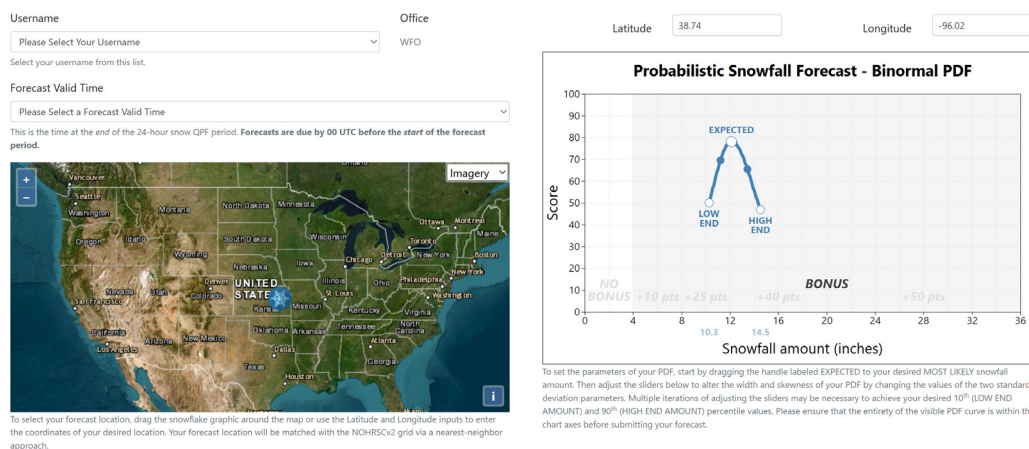 Username
Office
Please Select Your Username
WFO
Select your username from this list.
Forecast Valid Time
Please Select a Forecast Valid Time
This is the time at the end of the 24-hour snow QPF period. Forecasts are due by 00 UTC before the start of the forecast
period.
+
−
Imagery
Vancouver
Seattle
Washington
Montana
North Dakota
Minnesota
Ontario
Ottawa
Montreal
Maine
Oregon
Idaho
South Dakota
Wisconsin
Toronto
Wyoming
Chicago
Detroit
New York
Boston
Nebraska
Iowa
Nevada
Utah
Denver
UNITED
STATE
Illinois
Ohio
Philadelphia
New York
San Francisco
Colorado
Kansas
Missouri
St. Louis
Washington
Kentucky
Virginia
California
Los Angeles
Arizona
New Mexico
Oklahoma
Arkansas
Tennessee
North
Carolina
Dallas
Atlanta
Texas
Georgia
Houston
i
To select your forecast location, drag the snowflake graphic around the map or use the Latitude and Longitude inputs to enter
the coordinates of your desired location. Your forecast location will be matched with the NOHRSCv2 grid via a nearest-neighbor
approach.
Latitude 38.74 Longitude -96.02
Probabilistic Snowfall Forecast - Binormal PDF
100
90
80
70
60
50
40
30
20
10
0
Score
EXPECTED
LOW
END
HIGH
END
NO
BONUS
+10 pts
+25 pts
+40 pts
BONUS
+50 pts
0 4 8 12 16 20 24 28 32 36
10.3 14.5
Snowfall amount (inches)
To set the parameters of your PDF, start by dragging the handle labeled EXPECTED to your desired MOST LIKELY snowfall
amount. Then adjust the sliders below to alter the width and skewness of your PDF by changing the values of the two standard
deviation parameters. Multiple iterations of adjusting the sliders may be necessary to achieve your desired 10th (LOW END
AMOUNT) and 90th (HIGH END AMOUNT) percentile values. Please ensure that the entirety of the visible PDF curve is within th
chart axes before submitting your forecast.